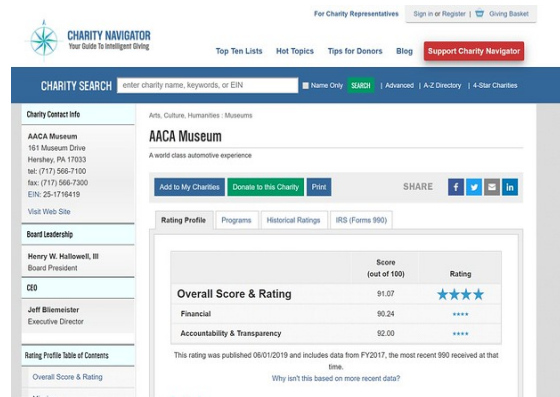 For Charity Representatives
Sign in or Register |
Giving Basket
CHARITY NAVIGATOR
Your Guide To Intelligent Giving
Top Ten Lists
Hot Topics
Tips for Donors
Blog
Support Charity Navigator
CHARITY SEARCH
enter charity name, keywords, or EIN
Name Only
SEARCH
| Advanced | A-Z Directory | 4-Star Charities
Charity Contact Info
AACA Museum
161 Museum Drive
Hershey, PA 17033
tel: (717) 566-7100
fax: (717) 566-7300
EIN: 25-1716419
Visit Web Site
Board Leadership
Henry W. Hallowell, III
Board President
CEO
Jeff Bliemeister
Executive Director
Rating Profile Table of Contents
Overall Score & Rating
Arts, Culture, Humanities : Museums
AACA Museum
A world class automotive experience
Add to My Charities
Donate to this Charity
Print
SHARE
Rating Profile
Programs
Historical Ratings
IRS (Forms 990)
Score
(out of 100)
Rating
Overall Score & Rating 91.07
Financial 90.24
Accountability & Transparency 92.00
This rating was published 06/01/2019 and includes data from FY2017, the most recent 990 received at that
time.
Why isn't this based on more recent data?